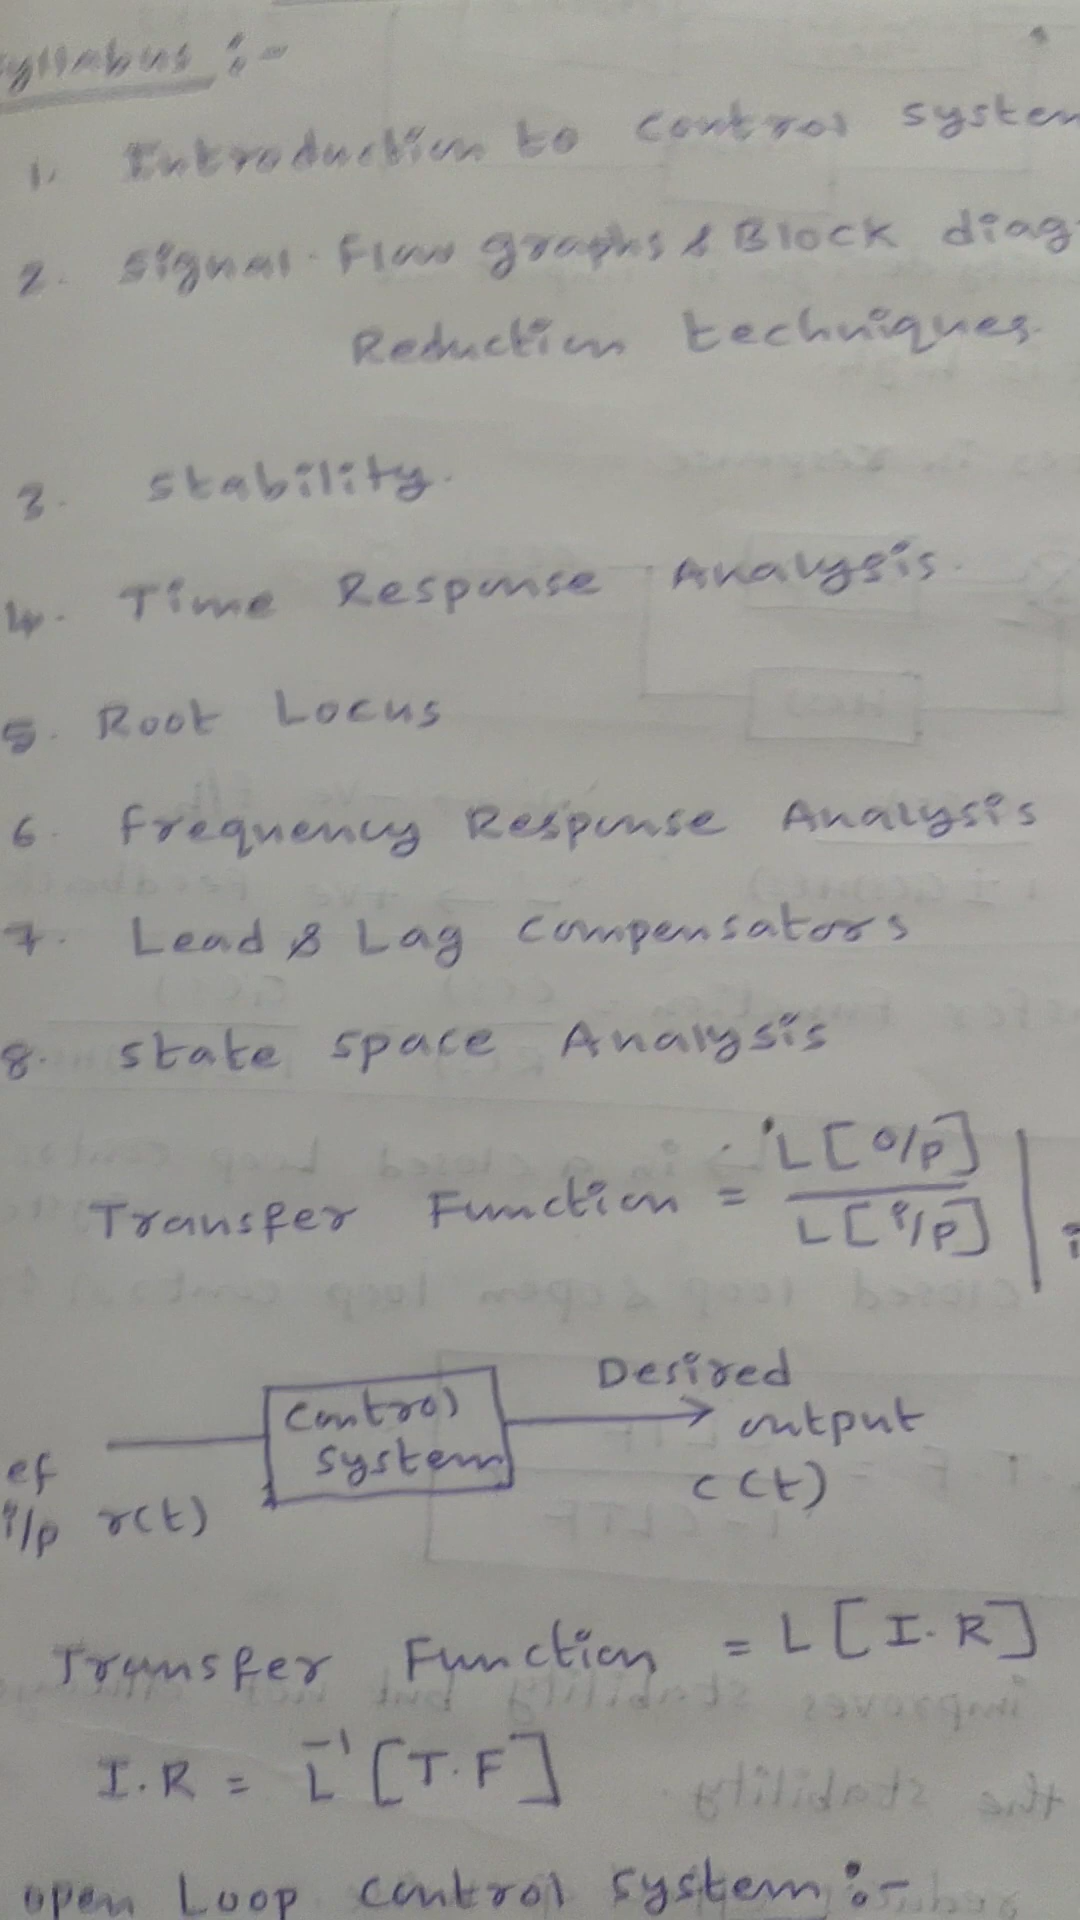 Syllabus :-
1. Introduction to control system
2. Signal Flow graphs & Block diag
Reduction techniques.
3. Stability.
4. Time Response Analysis.
5. Root Locus
6. Frequency Response Analysis
7. Lead & Lag compensators
8. State space Analysis
Transfer Function = L[o/p] / L[i/p] | i
Control system
Desired output c(t)
ef i/p r(t)
Transfer Function = L[I.R]
I.R = L⁻¹[T.F]
open Loop control system :-